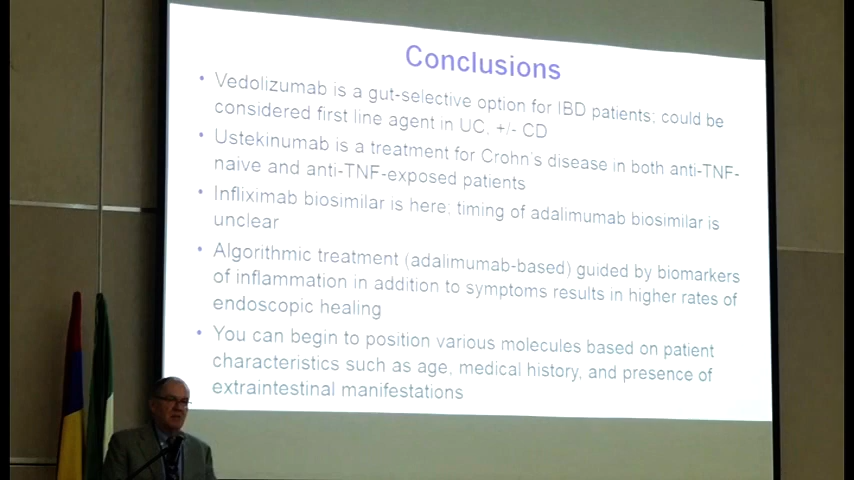 Conclusions
• Vedolizumab is a gut-selective option for IBD patients; could be
considered first line agent in UC, +/- CD
• Ustekinumab is a treatment for Crohn's disease in both anti-TNF-
naive and anti-TNF-exposed patients
• Infliximab biosimilar is here; timing of adalimumab biosimilar is
unclear
• Algorithmic treatment (adalimumab-based) guided by biomarkers
of inflammation in addition to symptoms results in higher rates of
endoscopic healing
• You can begin to position various molecules based on patient
characteristics such as age, medical history, and presence of
extraintestinal manifestations